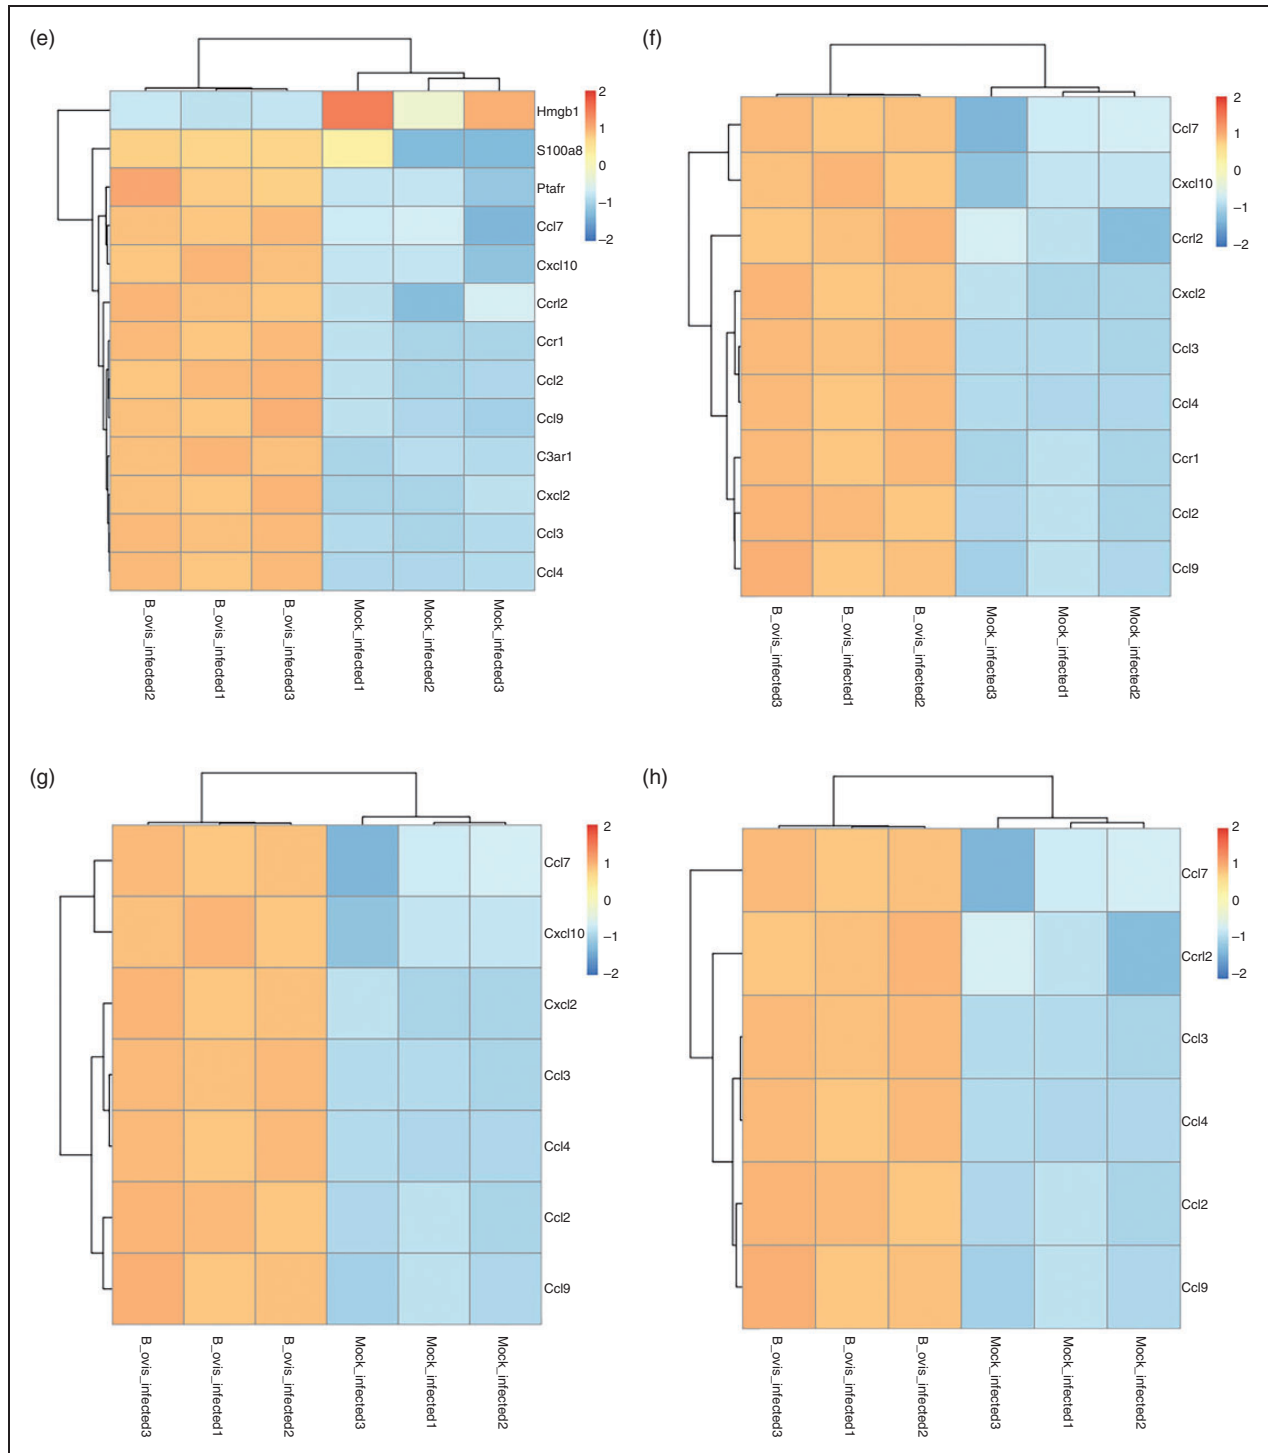 (e)
2
1
0
−1
−2
Hmgb1
S100a8
Ptafr
Ccl7
Cxcl10
Ccrl2
Ccr1
Ccl2
Ccl9
C3ar1
Cxcl2
Ccl3
Ccl4
B_ovis_infected2
B_ovis_infected1
B_ovis_infected3
Mock_infected1
Mock_infected2
Mock_infected3
(f)
2
1
0
−1
−2
Ccl7
Cxcl10
Ccrl2
Cxcl2
Ccl3
Ccl4
Ccr1
Ccl2
Ccl9
B_ovis_infected3
B_ovis_infected1
B_ovis_infected2
Mock_infected3
Mock_infected1
Mock_infected2
(g)
2
1
0
−1
−2
Ccl7
Cxcl10
Cxcl2
Ccl3
Ccl4
Ccl2
Ccl9
B_ovis_infected3
B_ovis_infected1
B_ovis_infected2
Mock_infected3
Mock_infected1
Mock_infected2
(h)
2
1
0
−1
−2
Ccl7
Ccrl2
Ccl3
Ccl4
Ccl2
Ccl9
B_ovis_infected3
B_ovis_infected1
B_ovis_infected2
Mock_infected3
Mock_infected1
Mock_infected2